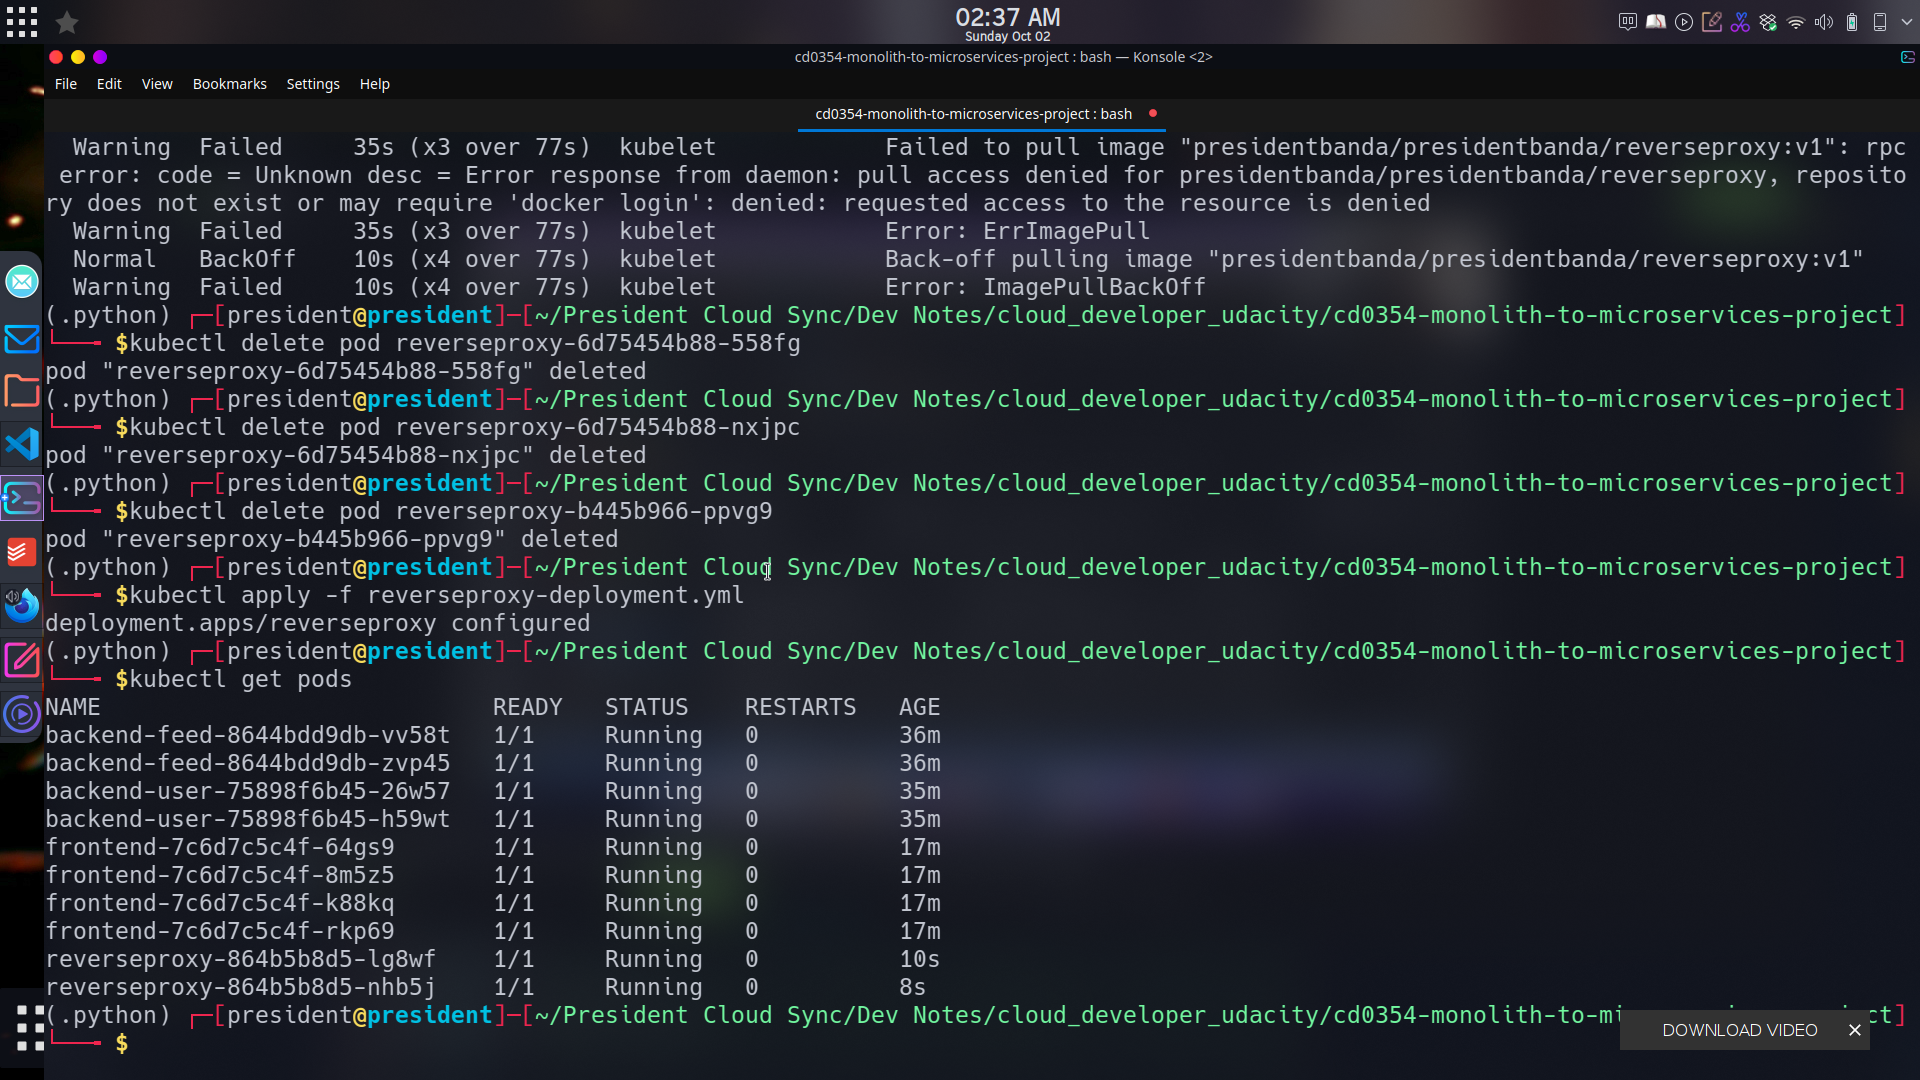 02:37 AM
Sunday Oct 02
cd0354-monolith-to-microservices-project : bash — Konsole <2>
File Edit View Bookmarks Settings Help
cd0354-monolith-to-microservices-project : bash
Warning Failed 35s (x3 over 77s) kubelet Failed to pull image "presidentbanda/presidentbanda/reverseproxy:v1": rpc
error: code = Unknown desc = Error response from daemon: pull access denied for presidentbanda/presidentbanda/reverseproxy, reposito
ry does not exist or may require 'docker login': denied: requested access to the resource is denied
Warning Failed 35s (x3 over 77s) kubelet Error: ErrImagePull
Normal BackOff 10s (x4 over 77s) kubelet Back-off pulling image "presidentbanda/presidentbanda/reverseproxy:v1"
Warning Failed 10s (x4 over 77s) kubelet Error: ImagePullBackOff
(.python) ┌─[president@president]─[~/President Cloud Sync/Dev Notes/cloud_developer_udacity/cd0354-monolith-to-microservices-project]
└──╼ $kubectl delete pod reverseproxy-6d75454b88-558fg
pod "reverseproxy-6d75454b88-558fg" deleted
(.python) ┌─[president@president]─[~/President Cloud Sync/Dev Notes/cloud_developer_udacity/cd0354-monolith-to-microservices-project]
└──╼ $kubectl delete pod reverseproxy-6d75454b88-nxjpc
pod "reverseproxy-6d75454b88-nxjpc" deleted
(.python) ┌─[president@president]─[~/President Cloud Sync/Dev Notes/cloud_developer_udacity/cd0354-monolith-to-microservices-project]
└──╼ $kubectl delete pod reverseproxy-b445b966-ppvg9
pod "reverseproxy-b445b966-ppvg9" deleted
(.python) ┌─[president@president]─[~/President Cloud Sync/Dev Notes/cloud_developer_udacity/cd0354-monolith-to-microservices-project]
└──╼ $kubectl apply -f reverseproxy-deployment.yml
deployment.apps/reverseproxy configured
(.python) ┌─[president@president]─[~/President Cloud Sync/Dev Notes/cloud_developer_udacity/cd0354-monolith-to-microservices-project]
└──╼ $kubectl get pods
NAME READY STATUS RESTARTS AGE
backend-feed-8644bdd9db-vv58t 1/1 Running 0 36m
backend-feed-8644bdd9db-zvp45 1/1 Running 0 36m
backend-user-75898f6b45-26w57 1/1 Running 0 35m
backend-user-75898f6b45-h59wt 1/1 Running 0 35m
frontend-7c6d7c5c4f-64gs9 1/1 Running 0 17m
frontend-7c6d7c5c4f-8m5z5 1/1 Running 0 17m
frontend-7c6d7c5c4f-k88kq 1/1 Running 0 17m
frontend-7c6d7c5c4f-rkp69 1/1 Running 0 17m
reverseproxy-864b5b8d5-lg8wf 1/1 Running 0 10s
reverseproxy-864b5b8d5-nhb5j 1/1 Running 0 8s
(.python) ┌─[president@president]─[~/President Cloud Sync/Dev Notes/cloud_developer_udacity/cd0354-monolith-to-mi
└──╼ $
DOWNLOAD VIDEO ✕